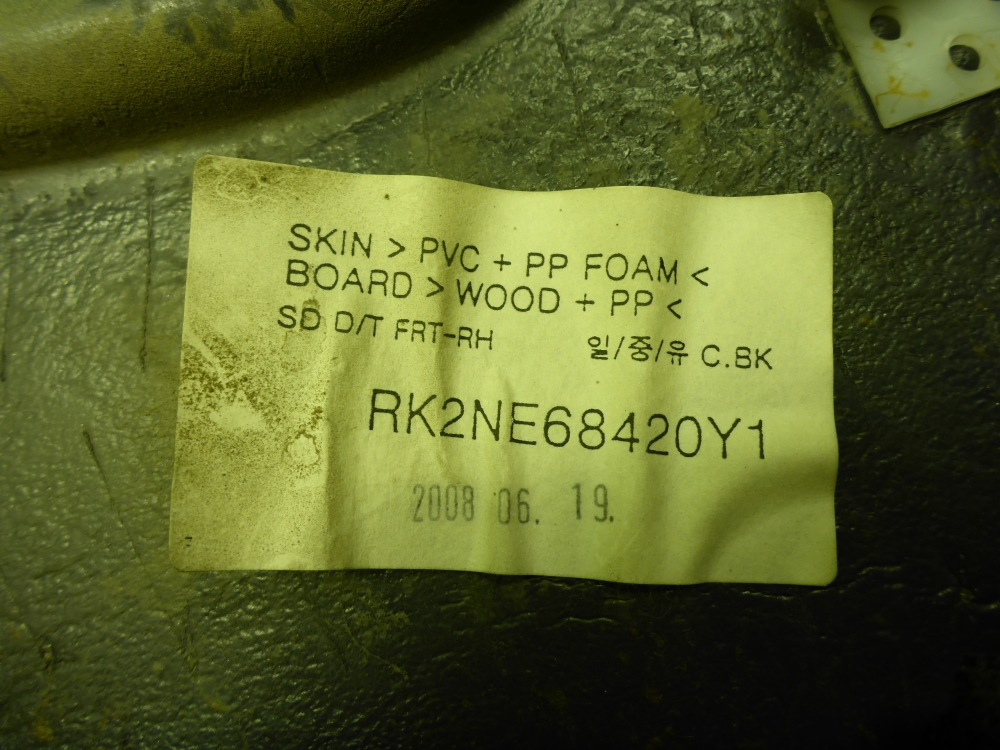 SKIN > PVC + PP FOAM <
BOARD > WOOD + PP <
SD D/T FRT-RH 일/중/유 C.BK
RK2NE68420Y1
2008 06. 19.